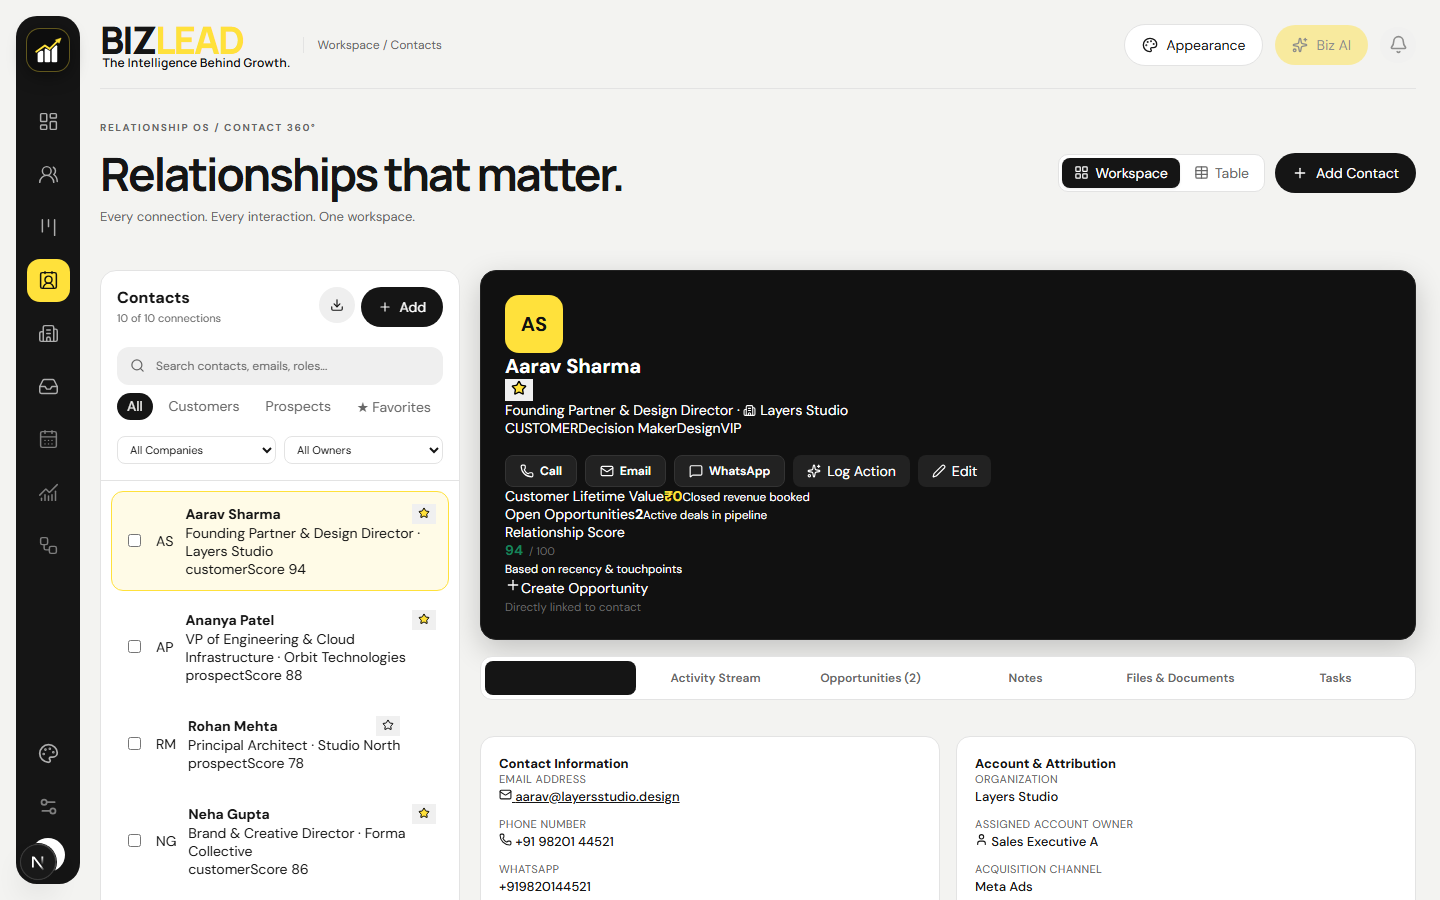 BIZLEAD
The Intelligence Behind Growth.
Workspace / Contacts
Appearance
Biz AI
RELATIONSHIP OS / CONTACT 360°
Relationships that matter.
Every connection. Every interaction. One workspace.
Workspace
Table
+ Add Contact
Contacts
10 of 10 connections
+ Add
Search contacts, emails, roles...
All
Customers
Prospects
★ Favorites
All Companies
All Owners
AS
Aarav Sharma
Founding Partner & Design Director ·
Layers Studio
customerScore 94
AP
Ananya Patel
VP of Engineering & Cloud
Infrastructure · Orbit Technologies
prospectScore 88
RM
Rohan Mehta
Principal Architect · Studio North
prospectScore 78
NG
Neha Gupta
Brand & Creative Director · Forma
Collective
customerScore 86
N
AS
Aarav Sharma
Founding Partner & Design Director · Layers Studio
CUSTOMERDecision MakerDesignVIP
Call
Email
WhatsApp
Log Action
Edit
Customer Lifetime Value₹0Closed revenue booked
Open Opportunities2Active deals in pipeline
Relationship Score
94 / 100
Based on recency & touchpoints
+Create Opportunity
Directly linked to contact
Activity Stream
Opportunities (2)
Notes
Files & Documents
Tasks
Contact Information
EMAIL ADDRESS
aarav@layersstudio.design
PHONE NUMBER
+91 98201 44521
WHATSAPP
+919820144521
Account & Attribution
ORGANIZATION
Layers Studio
ASSIGNED ACCOUNT OWNER
Sales Executive A
ACQUISITION CHANNEL
Meta Ads